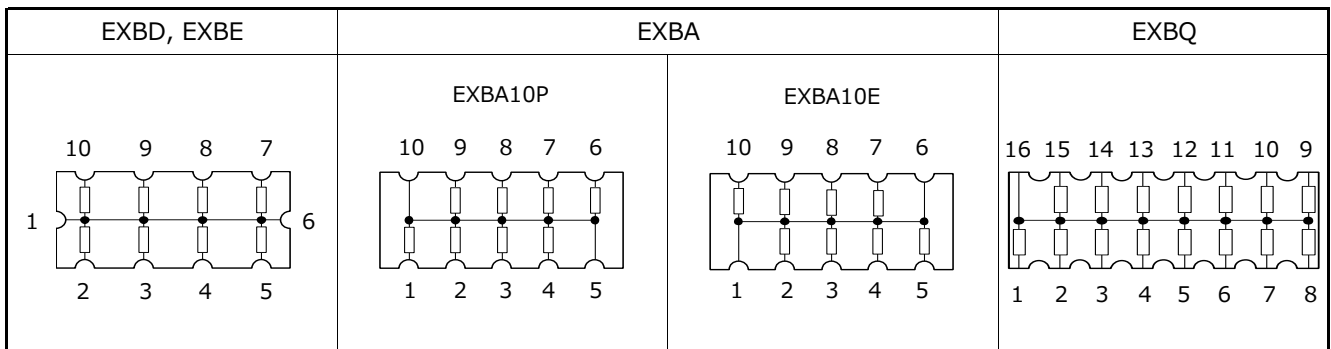 EXBD, EXBE
EXBA
EXBQ
EXBA10P
EXBA10E
10 9 8 7
1 6
2 3 4 5
10 9 8 7 6
1 2 3 4 5
10 9 8 7 6
1 2 3 4 5
16 15 14 13 12 11 10 9
1 2 3 4 5 6 7 8